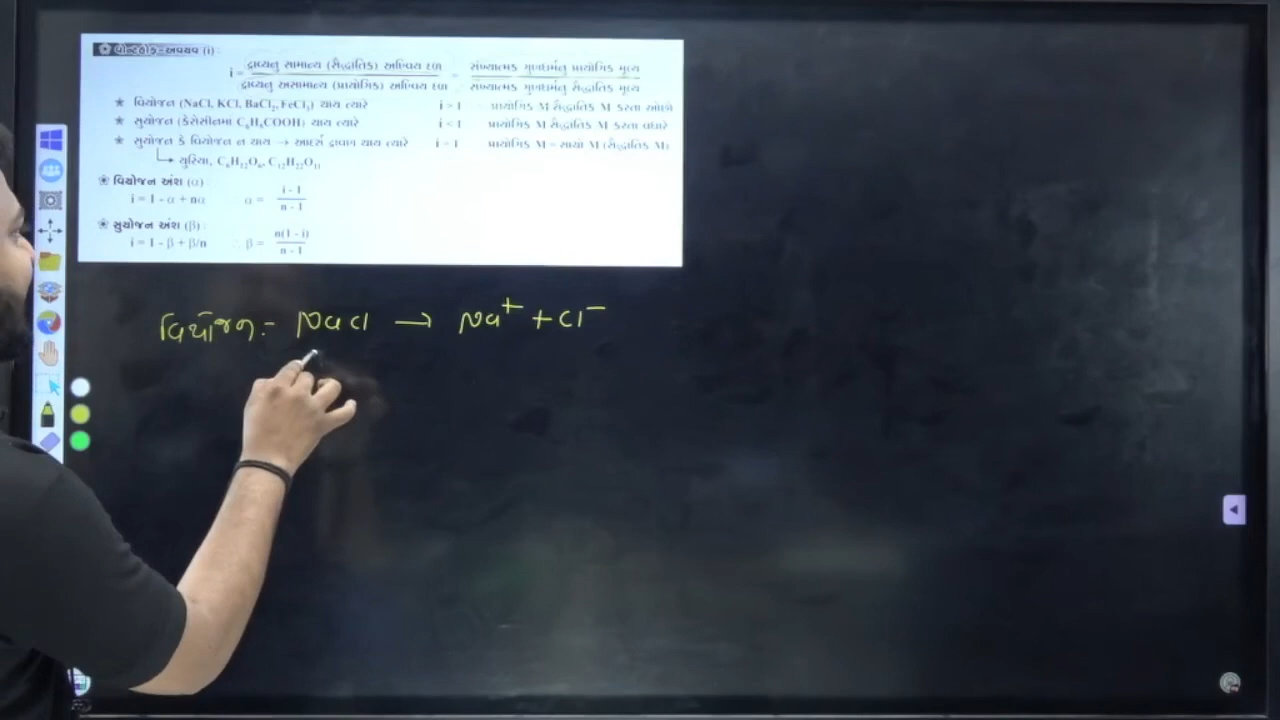 વોન્ટહોફ-અવયવ (i) :
i = દ્રાવ્યનું સામાન્ય (સૈદ્ધાંતિક) અણ્વિય દળ / દ્રાવ્યનું અસામાન્ય (પ્રાયોગિક) અણ્વિય દળ = સંખ્યાત્મક ગુણધર્મનું પ્રાયોગિક મૂલ્ય / સંખ્યાત્મક ગુણધર્મનું સૈદ્ધાંતિક મૂલ્ય
★ વિયોજન (NaCl, KCl, BaCl₂, FeCl₃) થાય ત્યારે i > 1 પ્રાયોગિક M સૈદ્ધાંતિક M કરતા ઓછો
★ સુયોજન (કેરોસીનમાં C₆H₅COOH) થાય ત્યારે i < 1 પ્રાયોગિક M સૈદ્ધાંતિક M કરતા વધારે
★ સુયોજન કે વિયોજન ન થાય → આદર્શ દ્રાવણ થાય ત્યારે i = 1 પ્રાયોગિક M = સાચો M (સૈદ્ધાંતિક M)
યુરિયા, C₆H₁₂O₆, C₁₂H₂₂O₁₁
વિયોજન અંશ (α) :
i = 1 - α + nα α = i - 1 / n - 1
સુયોજન અંશ (β) :
i = 1 - β + β/n ∴ β = n(1 - i) / n - 1
વિયોજન :- NaCl → Na⁺ + Cl⁻